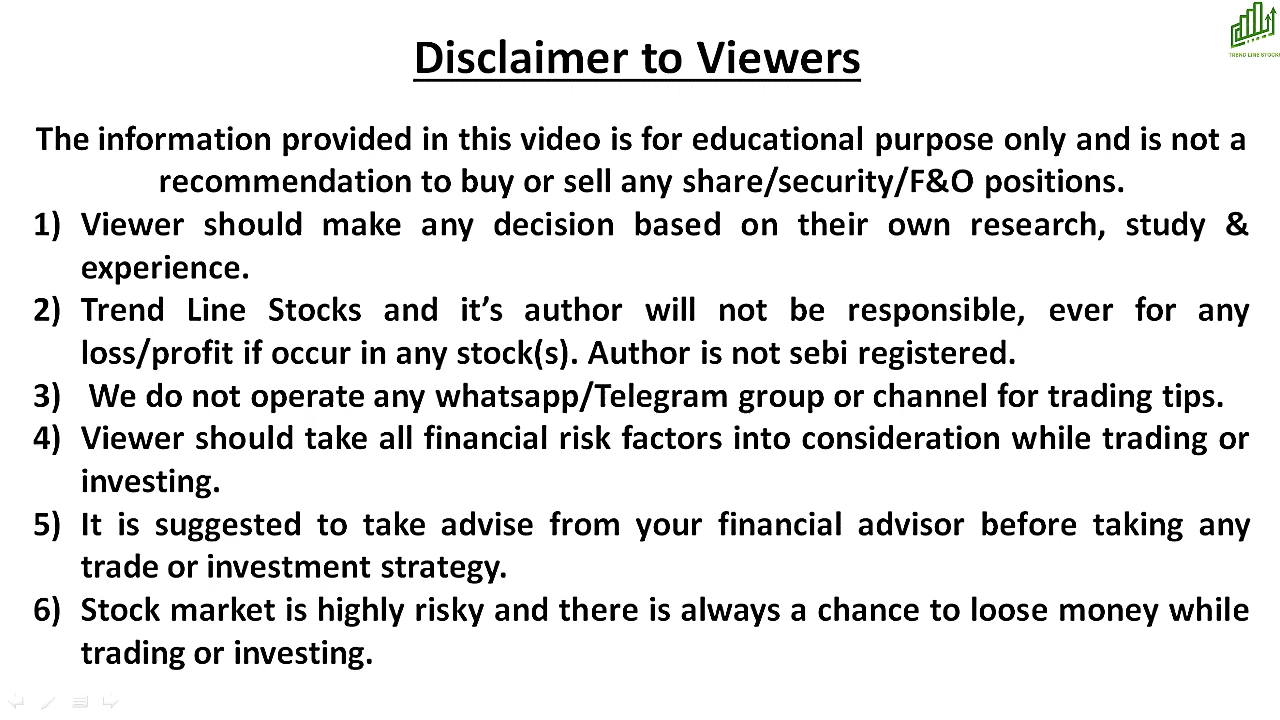 TREND LINE STOCKS
Disclaimer to Viewers
The information provided in this video is for educational purpose only and is not a
recommendation to buy or sell any share/security/F&O positions.
1) Viewer should make any decision based on their own research, study &
experience.
2) Trend Line Stocks and it’s author will not be responsible, ever for any
loss/profit if occur in any stock(s). Author is not sebi registered.
3) We do not operate any whatsapp/Telegram group or channel for trading tips.
4) Viewer should take all financial risk factors into consideration while trading or
investing.
5) It is suggested to take advise from your financial advisor before taking any
trade or investment strategy.
6) Stock market is highly risky and there is always a chance to loose money while
trading or investing.